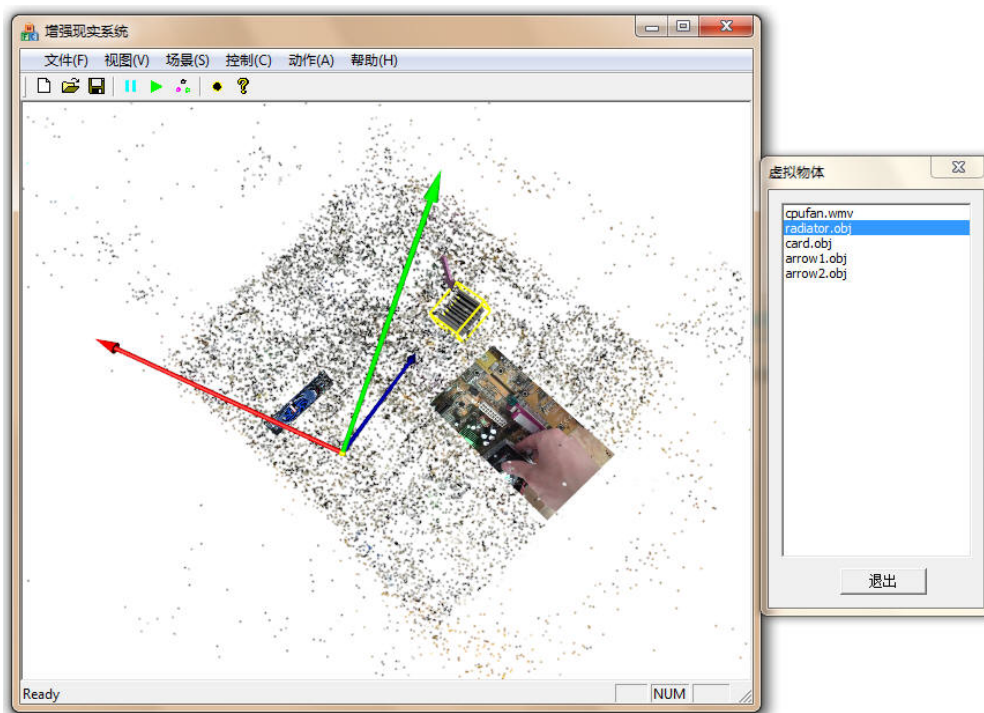 增强现实系统
文件(F) 视图(V) 场景(S) 控制(C) 动作(A) 帮助(H)
虚拟物体
cpufan.wmv
radiator.obj
card.obj
arrow1.obj
arrow2.obj
退出
Ready
NUM